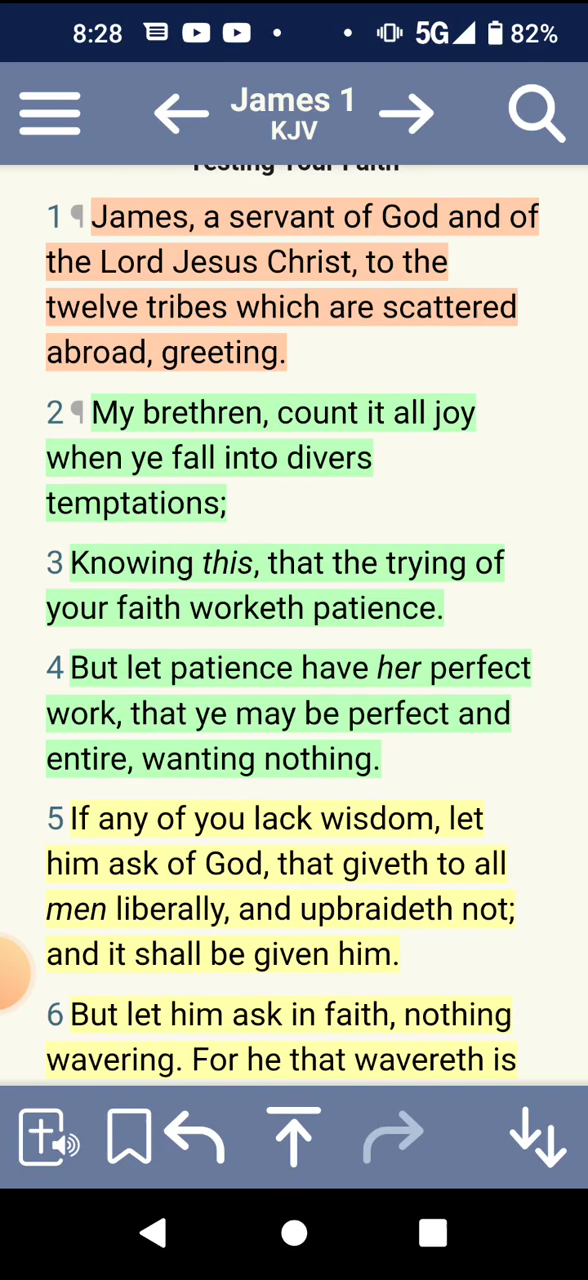 8:28 5G 82%
James 1
KJV
Testing Your Faith
1 ¶ James, a servant of God and of
the Lord Jesus Christ, to the
twelve tribes which are scattered
abroad, greeting.
2 ¶ My brethren, count it all joy
when ye fall into divers
temptations;
3 Knowing this, that the trying of
your faith worketh patience.
4 But let patience have her perfect
work, that ye may be perfect and
entire, wanting nothing.
5 If any of you lack wisdom, let
him ask of God, that giveth to all
men liberally, and upbraideth not;
and it shall be given him.
6 But let him ask in faith, nothing
wavering. For he that wavereth is